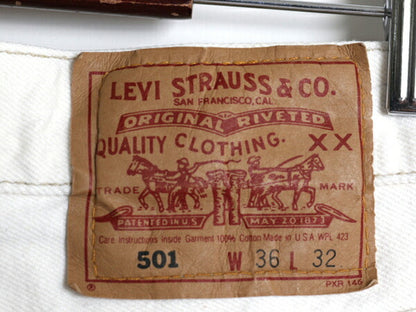 LEVI STRAUSS & CO.
SAN FRANCISCO, CAL.
ORIGINAL RIVETED
QUALITY CLOTHING. XX
TRADE MARK
PATENTED IN U.S. MAY 20 1873
Care Instructions Inside Garment 100% Cotton Made in U.S.A. WPL 423
501 W 36 L 32
® PXR 146